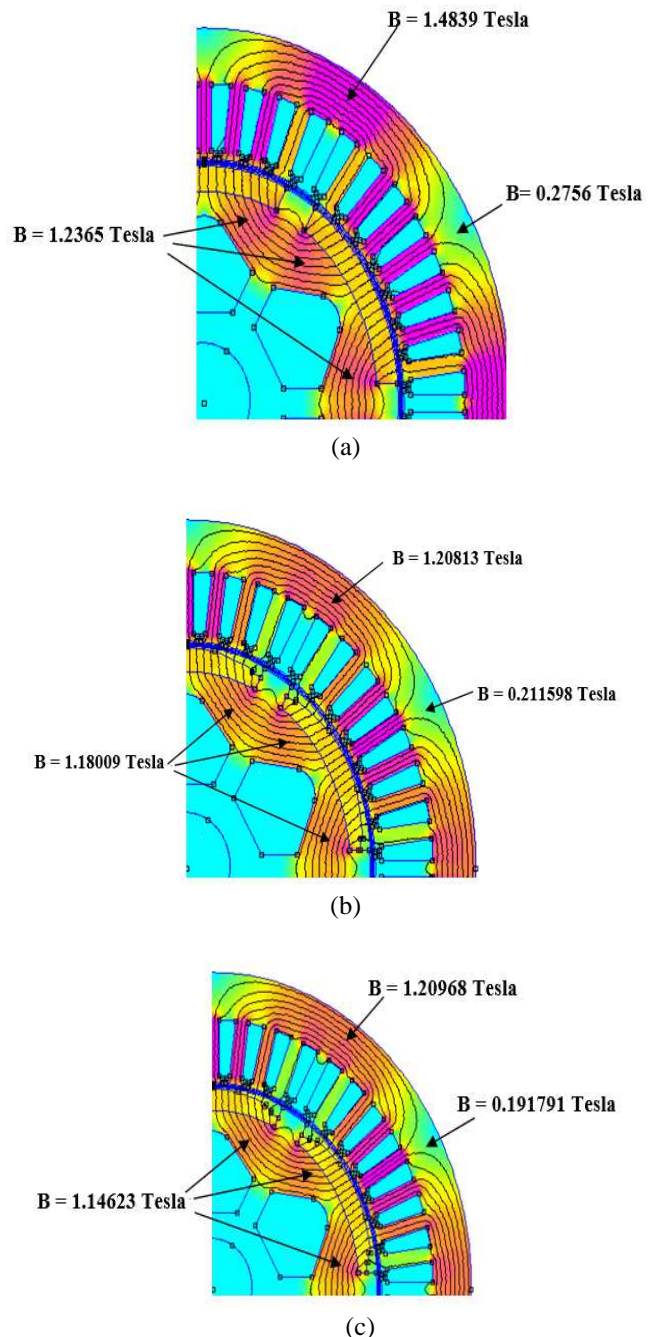 B = 1.4839 Tesla
B= 0.2756 Tesla
B = 1.2365 Tesla
(a)
B = 1.20813 Tesla
B = 0.211598 Tesla
B = 1.18009 Tesla
(b)
B = 1.20968 Tesla
B = 0.191791 Tesla
B = 1.14623 Tesla
(c)